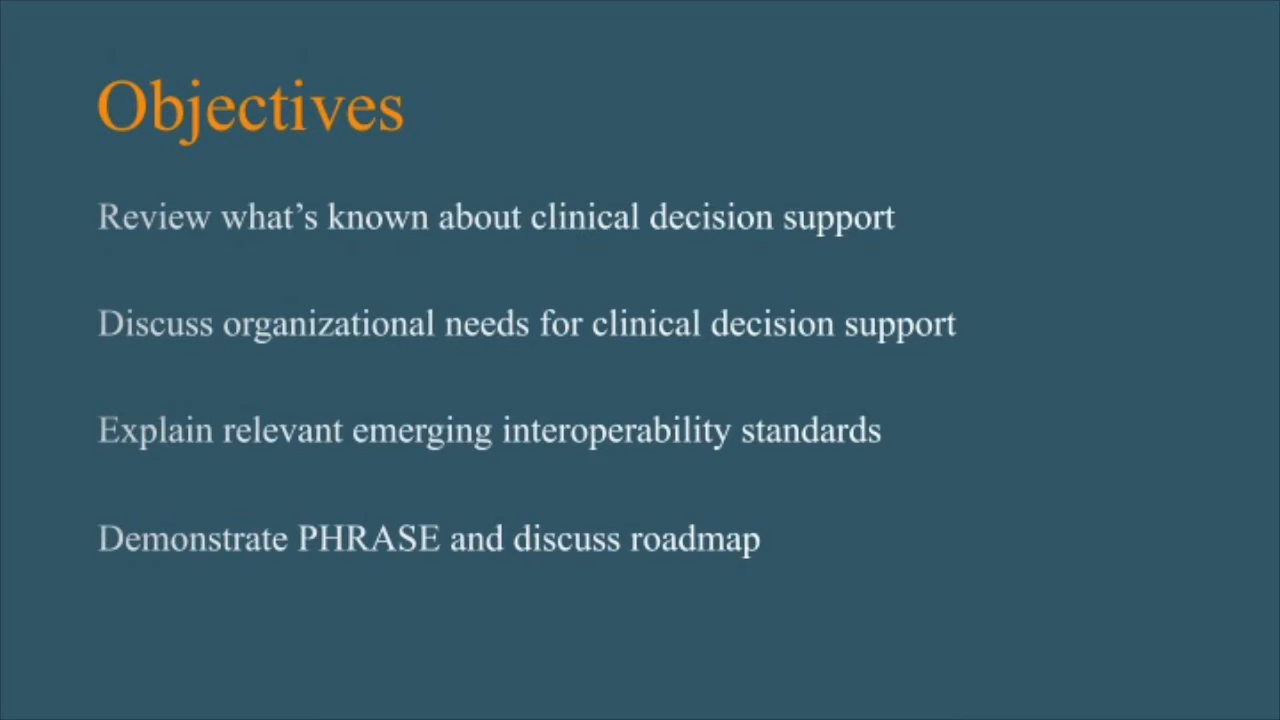 Objectives
Review what’s known about clinical decision support
Discuss organizational needs for clinical decision support
Explain relevant emerging interoperability standards
Demonstrate PHRASE and discuss roadmap